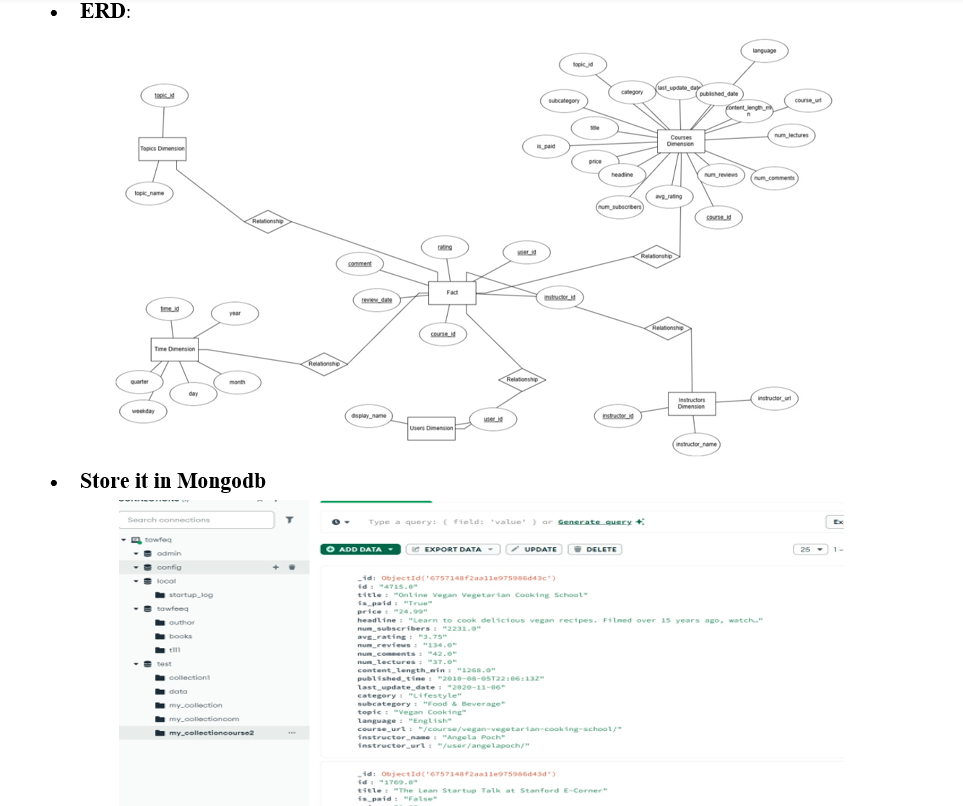 • ERD:
language
topic_id
category
last_update_date
published_date
subcategory
content_length_mi
n
course_url
title
Courses
Dimension
num_lectures
is_paid
price
headline
num_reviews
num_comments
avg_rating
num_subscribers
course_id
topic_id
Topics Dimension
topic_name
Relationship
rating
user_id
comment
Relationship
Fact
review_date
instructor_id
time_id
year
course_id
Relationship
Time Dimension
Relationship
quarter
month
day
Relationship
weekday
display_name
user_id
Users Dimension
instructor_id
Instructors
Dimension
instructor_url
instructor_name
• Store it in Mongodb
Search connections
towfeq
admin
config
local
startup_log
tawfeeq
author
books
t111
test
collection1
data
my_collection
my_collectioncom
my_collectioncourse2
Type a query: { field: 'value' } or Generate query
Ex
ADD DATA
EXPORT DATA
UPDATE
DELETE
25
1 –
_id: ObjectId('6757148f2aa11e975986d43c')
id : "4715.0"
title : "Online Vegan Vegetarian Cooking School"
is_paid : "True"
price : "24.99"
headline : "Learn to cook delicious vegan recipes. Filmed over 15 years ago, watch…"
num_subscribers : "2231.0"
avg_rating : "3.75"
num_reviews : "134.0"
num_comments : "42.0"
num_lectures : "37.0"
content_length_min : "1268.0"
published_time : "2010-08-05T22:06:13Z"
last_update_date : "2020-11-06"
category : "Lifestyle"
subcategory : "Food & Beverage"
topic : "Vegan Cooking"
language : "English"
course_url : "/course/vegan-vegetarian-cooking-school/"
instructor_name : "Angela Poch"
instructor_url : "/user/angelapoch/"
_id: ObjectId('6757148f2aa11e975986d43d')
id : "1769.0"
title : "The Lean Startup Talk at Stanford E-Corner"
is_paid : "False"